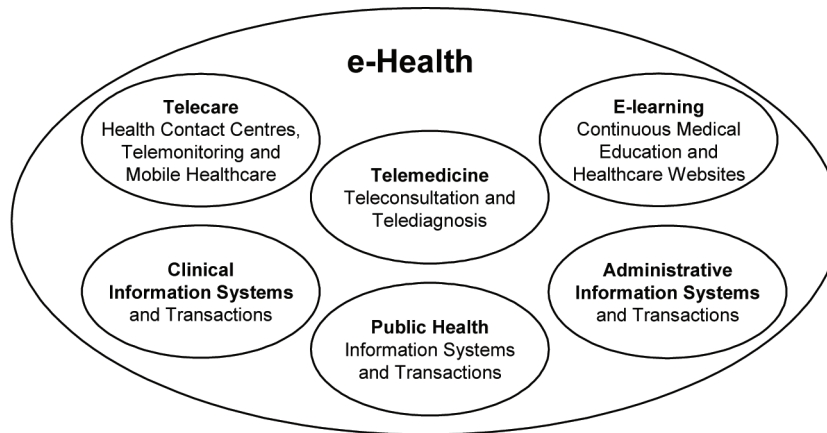 e-Health
Telecare
Health Contact Centres,
Telemonitoring and
Mobile Healthcare
E-learning
Continuous Medical
Education and
Healthcare Websites
Telemedicine
Teleconsultation and
Telediagnosis
Clinical
Information Systems
and Transactions
Administrative
Information Systems
and Transactions
Public Health
Information Systems
and Transactions